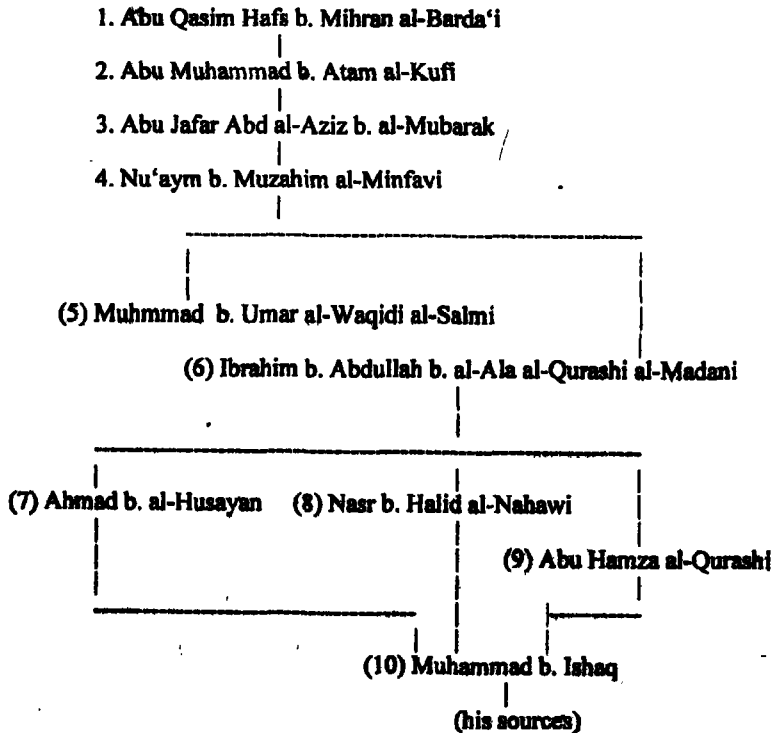 1. Abu Qasim Hafs b. Mihran al-Barda‘i
2. Abu Muhammad b. Atam al-Kufi
3. Abu Jafar Abd al-Aziz b. al-Mubarak
4. Nu‘aym b. Muzahim al-Minfavi
(5) Muhmmad b. Umar al-Waqidi al-Salmi
(6) Ibrahim b. Abdullah b. al-Ala al-Qurashi al-Madani
(7) Ahmad b. al-Husayan (8) Nasr b. Halid al-Nahawi
(9) Abu Hamza al-Qurashi
(10) Muhammad b. Ishaq
(his sources)